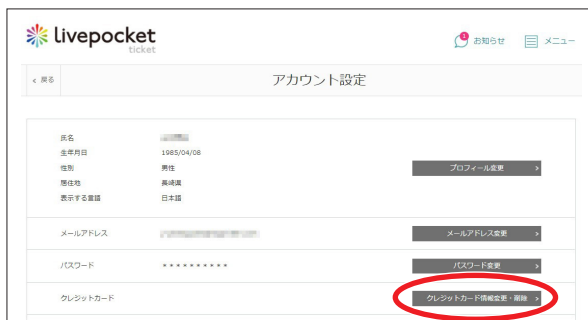 livepocket
ticket
1
お知らせ
メニュー
< 戻る
アカウント設定
氏名
生年月日 1985/04/08
性別 男性
居住地 長崎県
表示する言語 日本語
プロフィール変更 >
メールアドレス
メールアドレス変更 >
パスワード **********
パスワード変更 >
クレジットカード
クレジットカード情報変更・削除 >